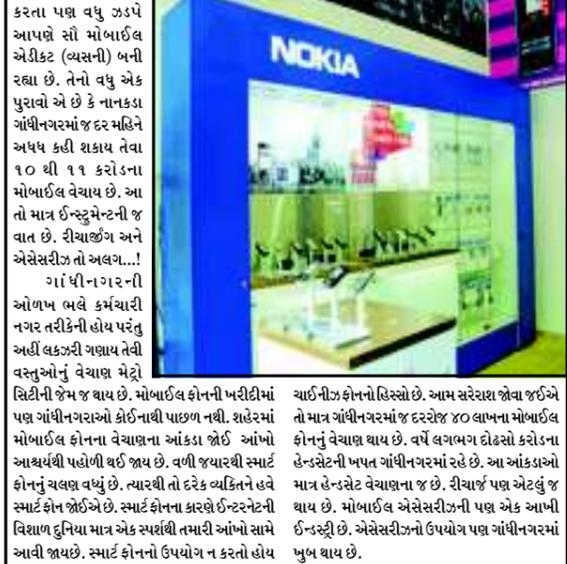 કરતા પણ વધુ ઝડપે
આપણે સૌ મોબાઈલ
એડીકટ (વ્યસની) બની
રહ્યા છે. તેનો વધુ એક
પુરાવો એ છે કે નાનકડા
ગાંધીનગરમાં જ દર મહિને
અધધ કહી શકાય તેવા
૧૦ થી ૧૧ કરોડના
મોબાઈલ વેચાય છે. આ
તો માત્ર ઈન્સ્ટુમેન્ટની જ
વાત છે. રીચાર્જીંગ અને
એસેસરીઝ તો અલગ...!
ગાંધીનગરની
ઓળખ ભલે કર્મચારી
નગર તરીકેની હોય પરંતુ
અહીં લકઝરી ગણાય તેવી
વસ્તુઓનું વેચાણ મેટ્રો
સિટીની જેમ જ થાય છે. મોબાઈલ ફોનની ખરીદીમાં
પણ ગાંધીનગરાઓ કોઈનાથી પાછળ નથી. શહેરમાં
મોબાઈલ ફોનના વેચાણના આંકડા જોઈ આંખો
આશ્ચર્યથી પહોળી થઈ જાય છે. વળી જયારથી સ્માર્ટ
ફોનનું ચલણ વધ્યું છે. ત્યારથી તો દરેક વ્યકિતને હવે
સ્માર્ટ ફોન જોઈએ છે. સ્માર્ટ ફોનના કારણે ઈન્ટરનેટની
વિશાળ દુનિયા માત્ર એક સ્પર્શથી તમારી આંખો સામે
આવી જાયછે. સ્માર્ટ ફોનનો ઉપયોગ ન કરતો હોય
NOKIA
ચાઈનીઝ ફોનનો હિસ્સો છે. આમ સરેરાશ જોવા જઈએ
તો માત્ર ગાંધીનગરમાં જ દરરોજ ૪૦ લાખના મોબાઈલ
ફોનનું વેચાણ થાય છે. વર્ષે લગભગ દોઢસો કરોડના
હેન્ડસેટની ખપત ગાંધીનગરમાં રહે છે. આ આંકડાઓ
માત્ર હેન્ડસેટ વેચાણના જ છે. રીચાર્જ પણ એટલું જ
થાય છે. મોબાઈલ એસેસરીઝની પણ એક આખી
ઈન્ડસ્ટ્રી છે. એસેસરીઝનો ઉપયોગ પણ ગાંધીનગરમાં
ખુબ થાય છે.